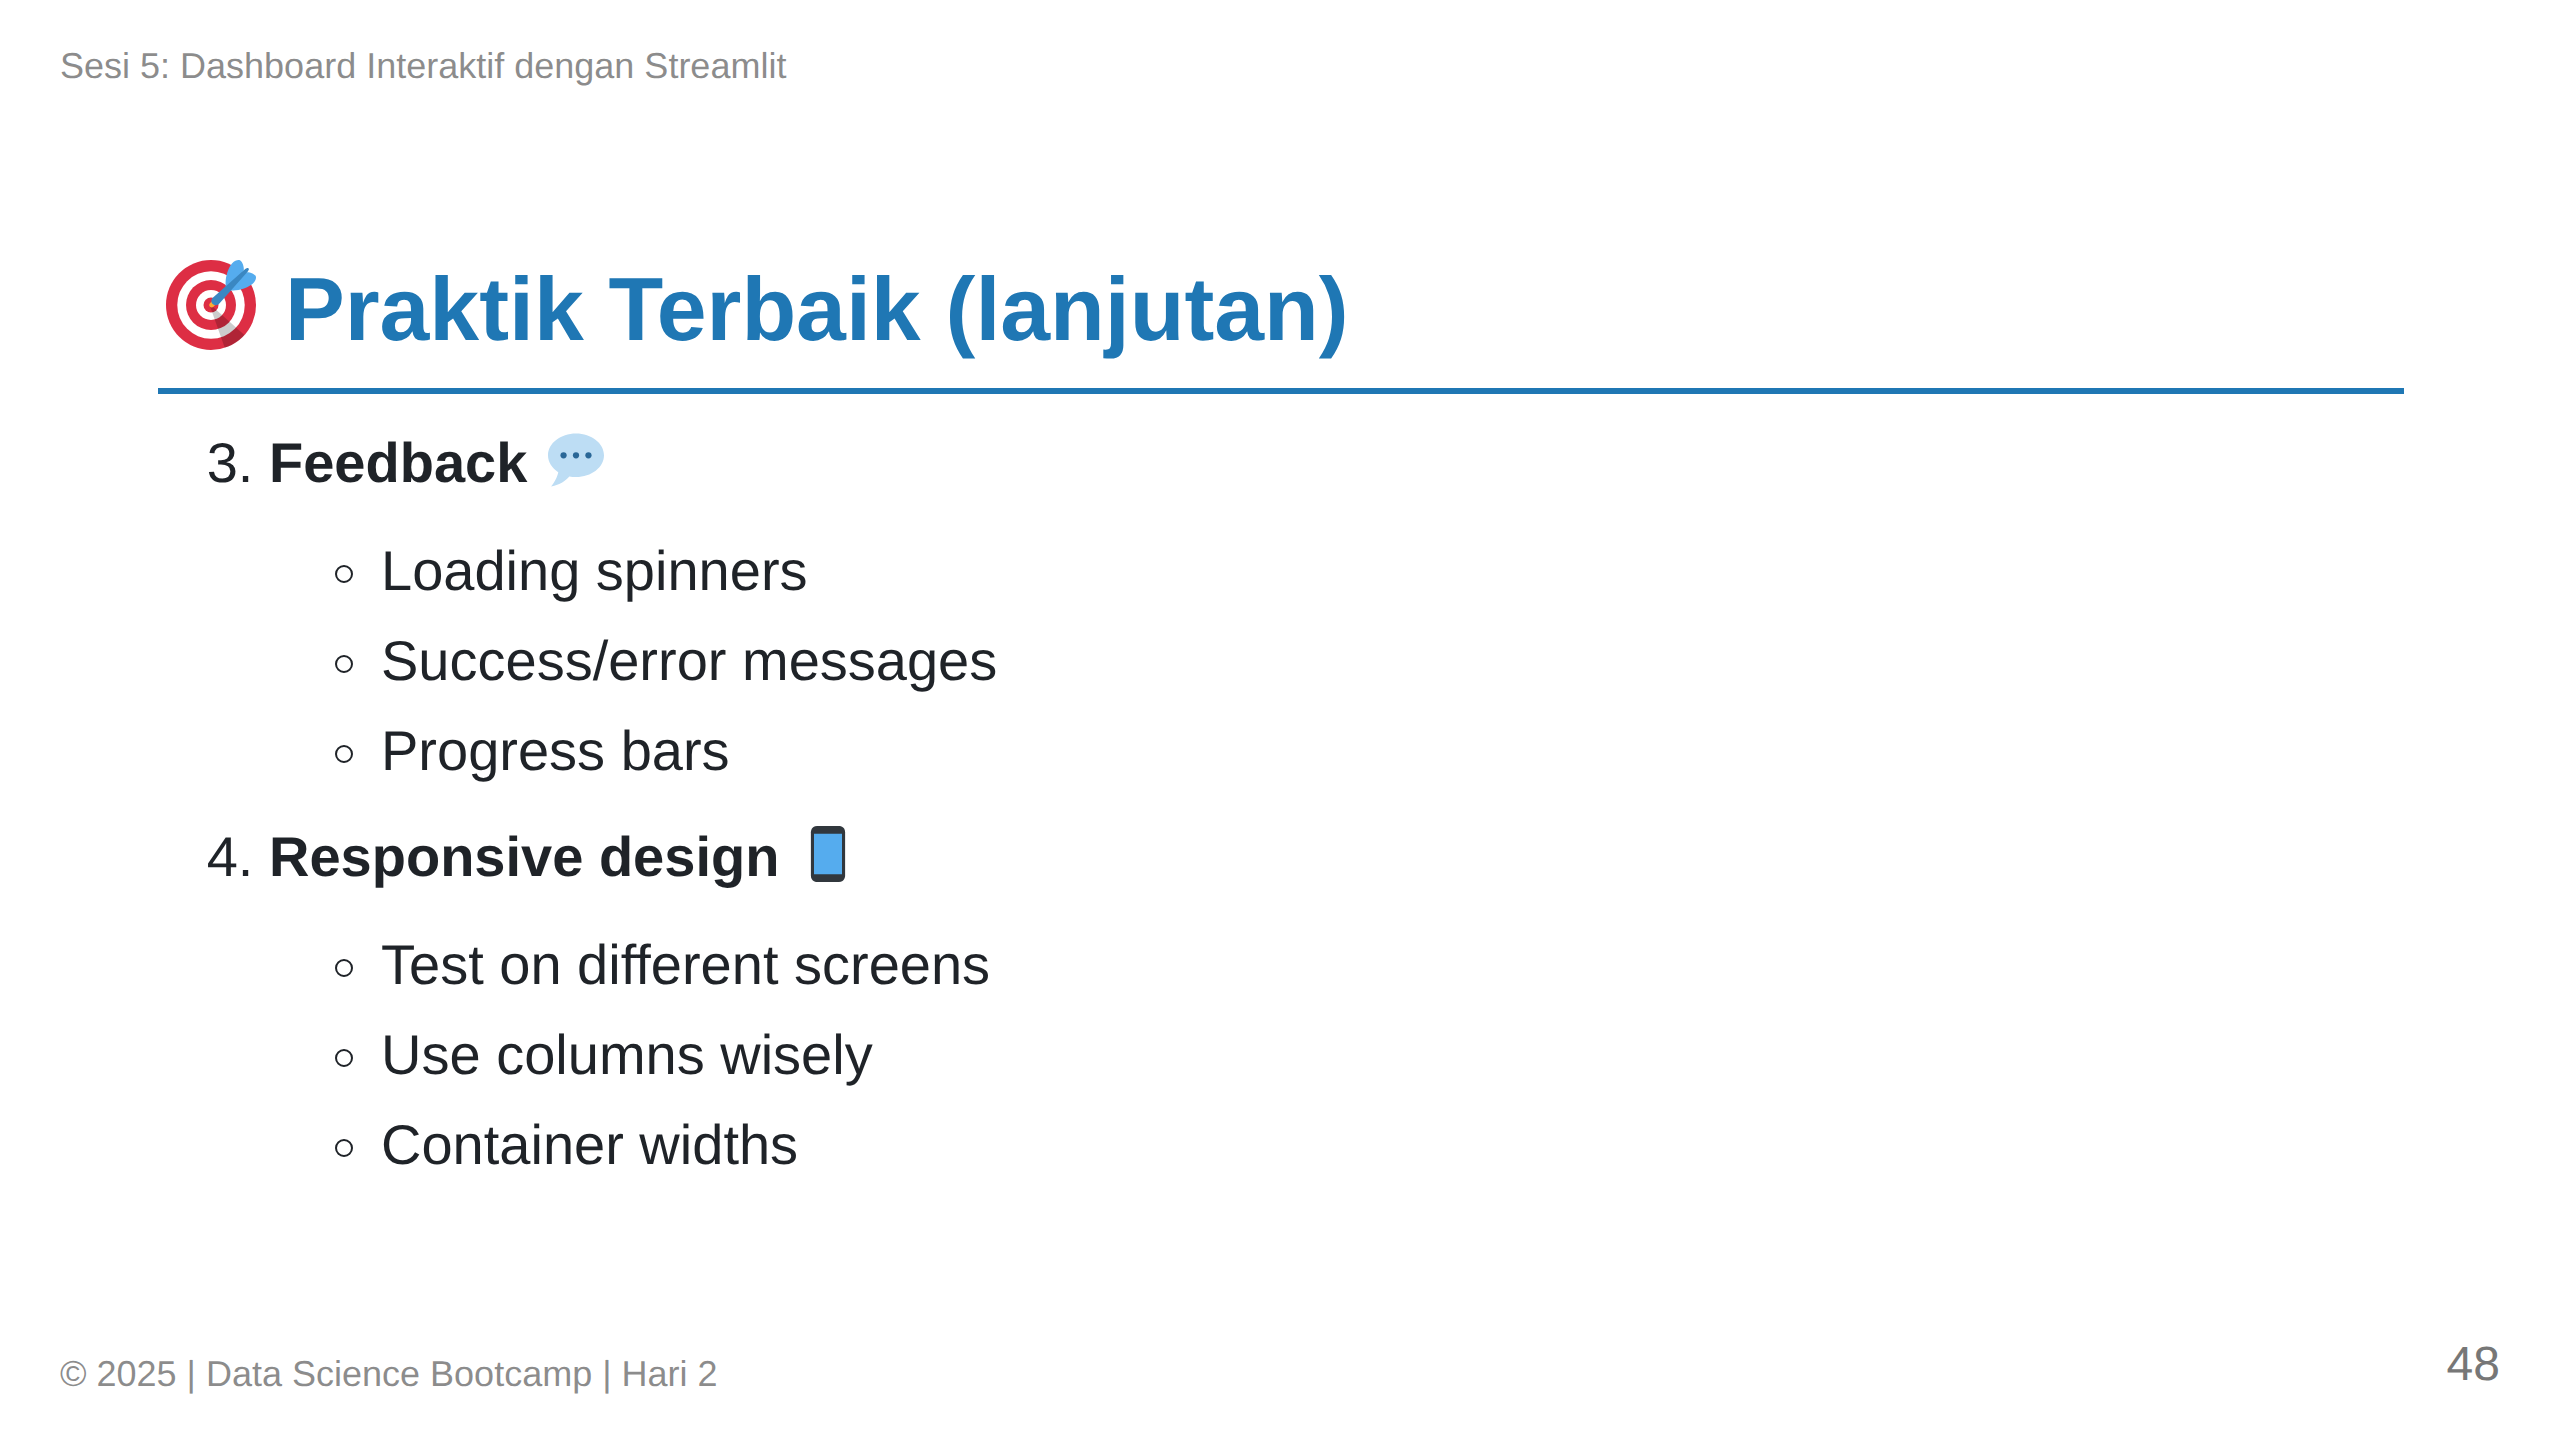 Sesi 5: Dashboard Interaktif dengan Streamlit
🎯 Praktik Terbaik (lanjutan)
3. Feedback 💬
○ Loading spinners
○ Success/error messages
○ Progress bars
4. Responsive design 📱
○ Test on different screens
○ Use columns wisely
○ Container widths
© 2025 | Data Science Bootcamp | Hari 2
48